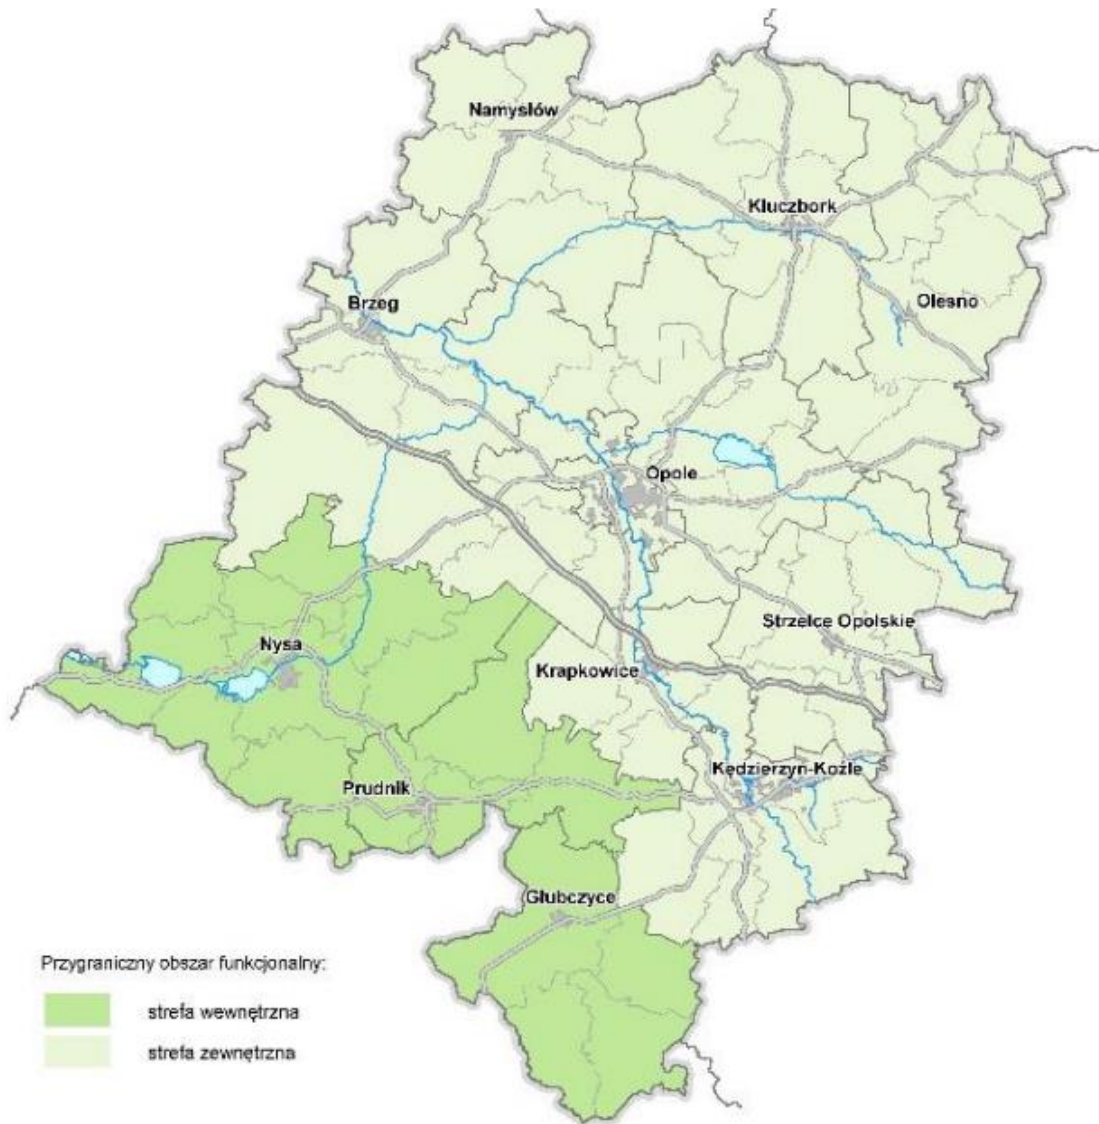 Namysłów
Kluczbork
Brzeg
Olesno
Opole
Strzelce Opolskie
Nysa
Krapkowice
Kędzierzyn-Koźle
Prudnik
Głubczyce
Przygraniczny obszar funkcjonalny:
strefa wewnętrzna
strefa zewnętrzna